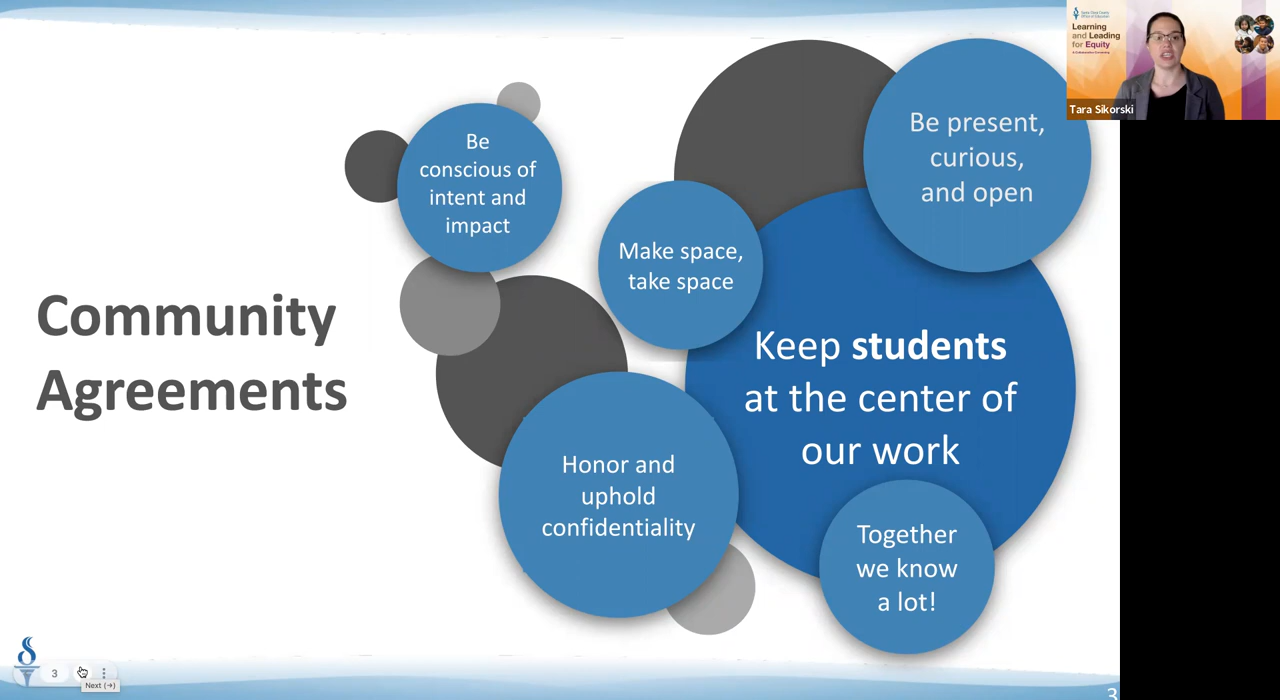 Community
Agreements
Be
conscious of
intent and
impact
Make space,
take space
Be present,
curious,
and open
Keep students
at the center of
our work
Honor and
uphold
confidentiality
Together
we know
a lot!
Learning
and Leading
for Equity
Tara Sikorski
3
Next (→)
3